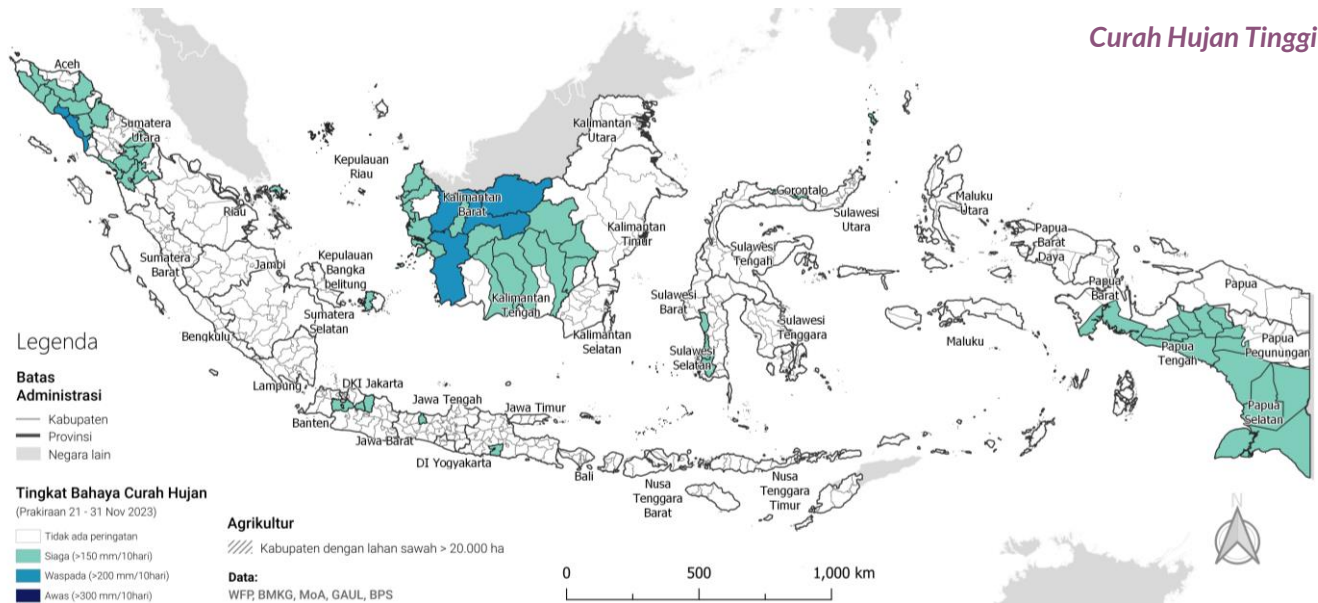 Curah Hujan Tinggi
Aceh
Sumatera
Utara
Kepulauan
Riau
Riau
Sumatera
Barat
Jambi
Kepulauan
Bangka
belitung
Sumatera
Selatan
Bengkulu
Lampung
Kalimantan
Utara
Kalimantan
Barat
Kalimantan
Timur
Kalimantan
Tengah
Kalimantan
Selatan
Gorontalo
Sulawesi
Utara
Sulawesi
Tengah
Sulawesi
Barat
Sulawesi
Selatan
Sulawesi
Tenggara
Maluku
Utara
Maluku
Papua
Barat
Daya
Papua
Barat
Papua
Papua
Pegunungan
Papua
Tengah
Papua
Selatan
DKI Jakarta
Banten
Jawa Barat
Jawa Tengah
DI Yogyakarta
Jawa Timur
Bali
Nusa
Tenggara
Barat
Nusa
Tenggara
Timur
Legenda
Batas
Administrasi
Kabupaten
Provinsi
Negara lain
Tingkat Bahaya Curah Hujan
(Prakiraan 21 - 31 Nov 2023)
Tidak ada peringatan
Siaga (>150 mm/10hari)
Waspada (>200 mm/10hari)
Awas (>300 mm/10hari)
Agrikultur
Kabupaten dengan lahan sawah > 20.000 ha
Data:
WFP, BMKG, MoA, GAUL, BPS
0 500 1,000 km
N